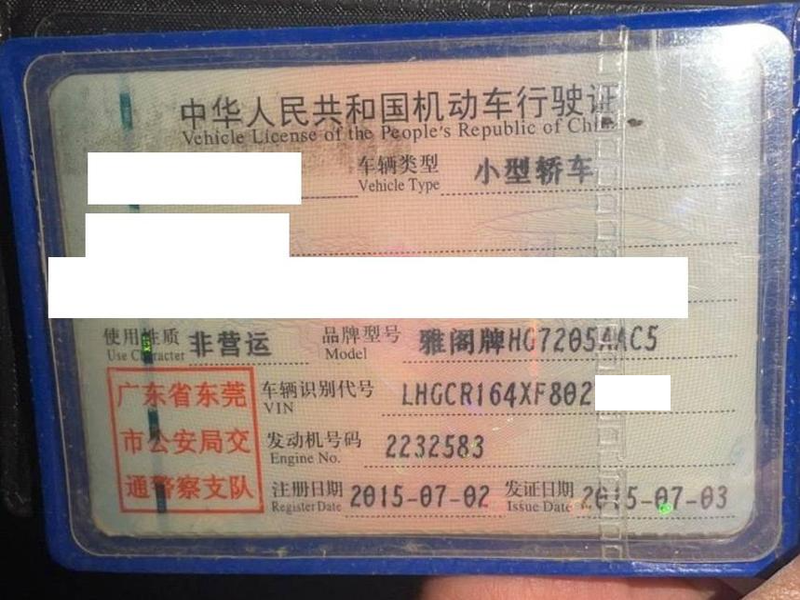 中华人民共和国机动车行驶证
Vehicle License of the People's Republic of China
车辆类型 小型轿车
Vehicle Type
使用性质 非营运 品牌型号 雅阁牌HG7205AAC5
Use Character Model
广东省东莞
市公安局交
通警察支队
车辆识别代号 LHGCR164XF802
VIN
发动机号码 2232583
Engine No.
注册日期 2015-07-02 发证日期 2015-07-03
Register Date Issue Date